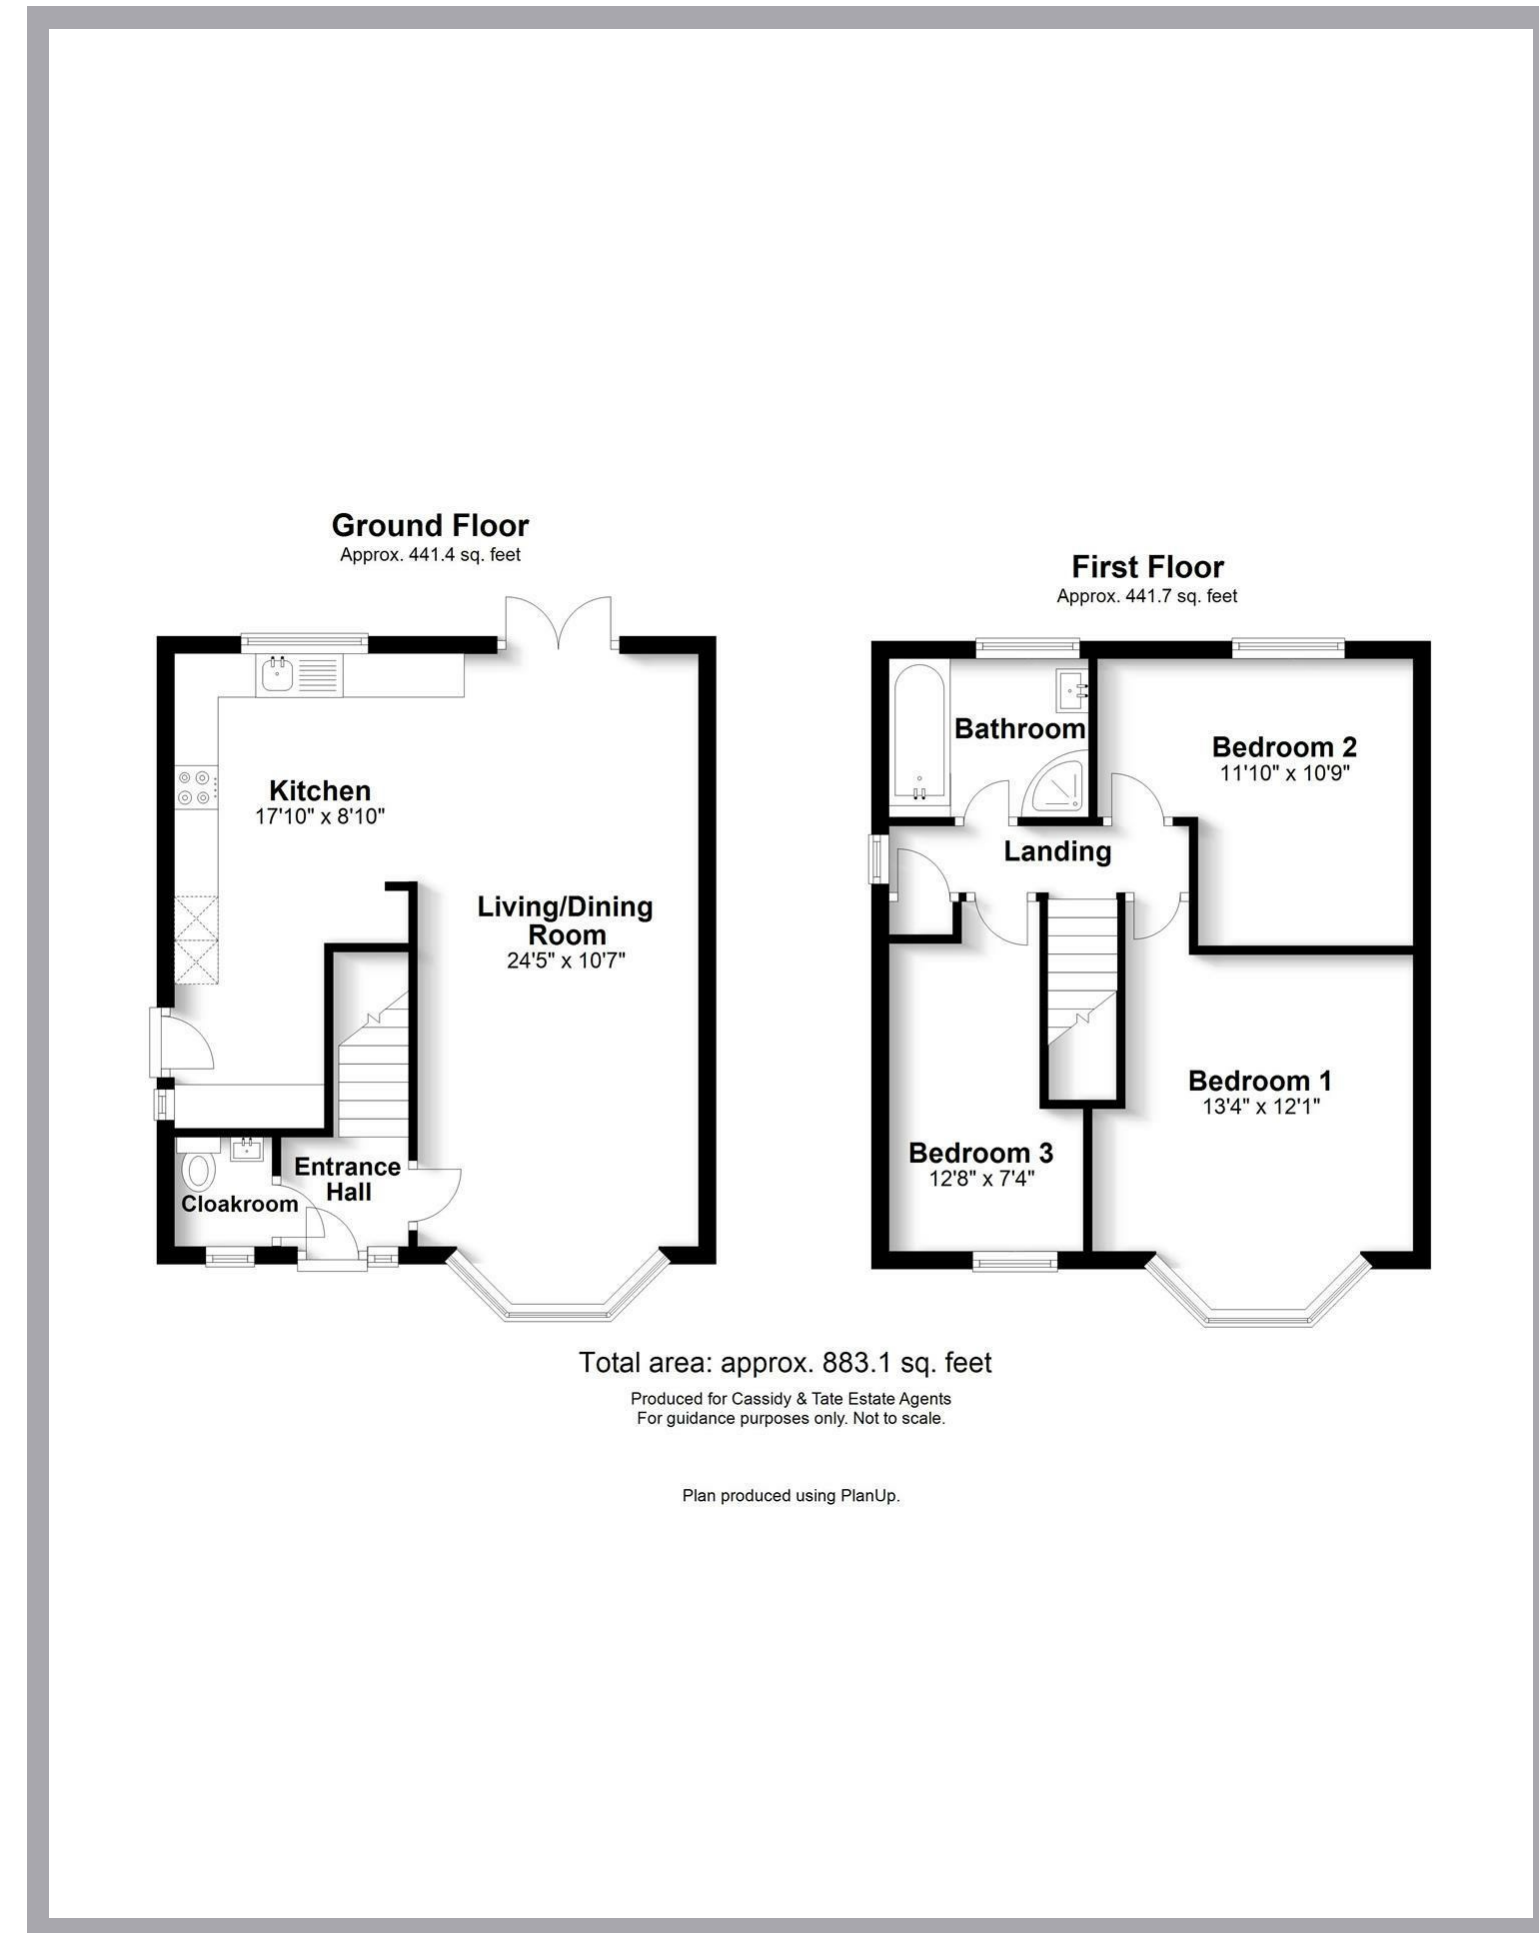 Ground Floor
Approx. 441.4 sq. feet
Kitchen
17'10" x 8'10"
Living/Dining
Room
24'5" x 10'7"
Entrance
Hall
Cloakroom
First Floor
Approx. 441.7 sq. feet
Bathroom
Bedroom 2
11'10" x 10'9"
Landing
Bedroom 1
13'4" x 12'1"
Bedroom 3
12'8" x 7'4"
Total area: approx. 883.1 sq. feet
Produced for Cassidy & Tate Estate Agents
For guidance purposes only. Not to scale.
Plan produced using PlanUp.